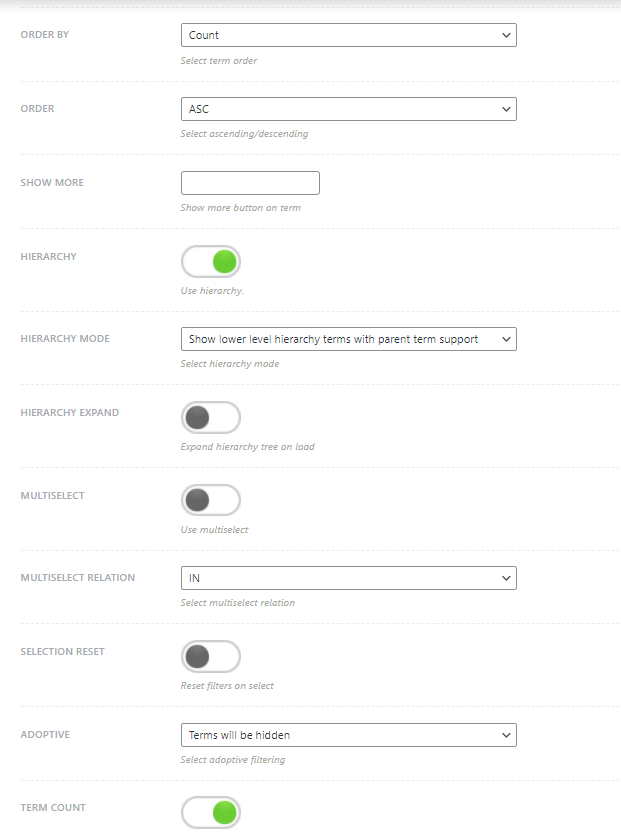 ORDER BY
Count
Select term order
ORDER
ASC
Select ascending/descending
SHOW MORE
Show more button on term
HIERARCHY
Use hierarchy.
HIERARCHY MODE
Show lower level hierarchy terms with parent term support
Select hierarchy mode
HIERARCHY EXPAND
Expand hierarchy tree on load
MULTISELECT
Use multiselect
MULTISELECT RELATION
IN
Select multiselect relation
SELECTION RESET
Reset filters on select
ADOPTIVE
Terms will be hidden
Select adoptive filtering
TERM COUNT